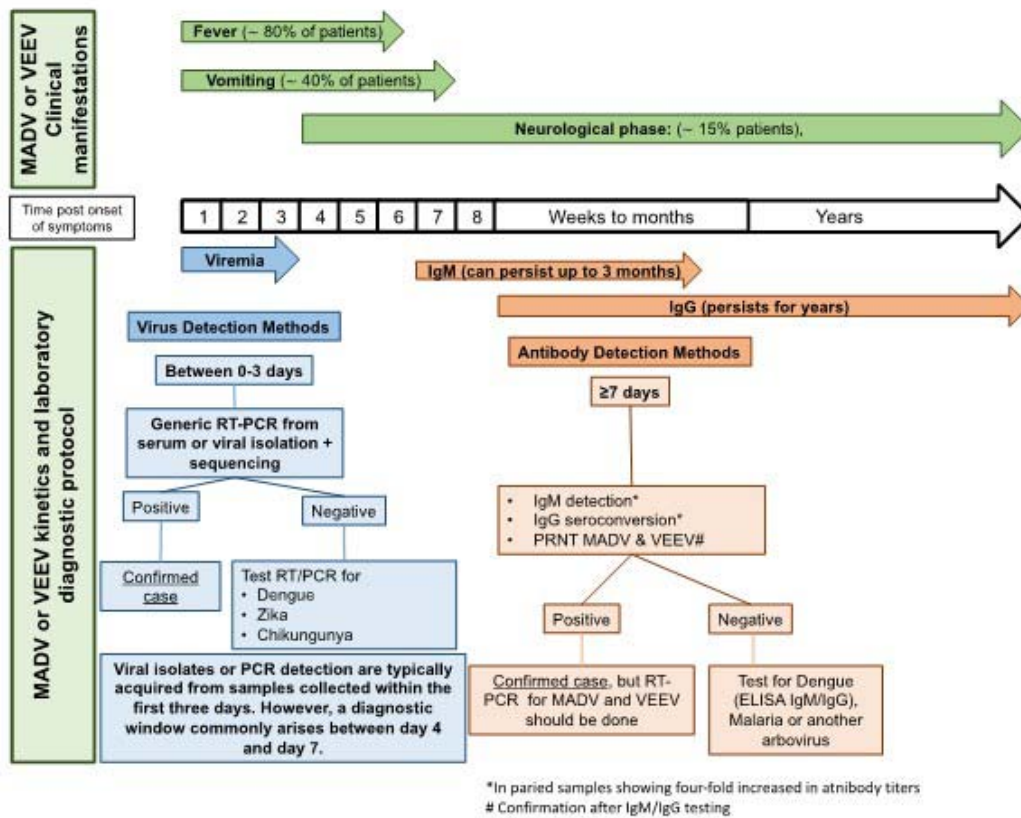 MADV or VEEV
Clinical
manifestations
Fever (~ 80% of patients)
Vomiting (~ 40% of patients)
Neurological phase: (~ 15% patients),
Time post onset
of symptoms
1 2 3 4 5 6 7 8 Weeks to months Years
MADV or VEEV kinetics and laboratory
diagnostic protocol
Viremia
IgM (can persist up to 3 months)
IgG (persists for years)
Virus Detection Methods
Between 0-3 days
Generic RT-PCR from
serum or viral isolation +
sequencing
Positive
Negative
Confirmed
case
Test RT/PCR for
• Dengue
• Zika
• Chikungunya
Viral isolates or PCR detection are typically
acquired from samples collected within the
first three days. However, a diagnostic
window commonly arises between day 4
and day 7.
Antibody Detection Methods
≥7 days
• IgM detection*
• IgG seroconversion*
• PRNT MADV & VEEV#
Positive
Negative
Confirmed case, but RT-
PCR for MADV and VEEV
should be done
Test for Dengue
(ELISA IgM/IgG),
Malaria or another
arbovirus
*In paried samples showing four-fold increased in atnibody titers
# Confirmation after IgM/IgG testing